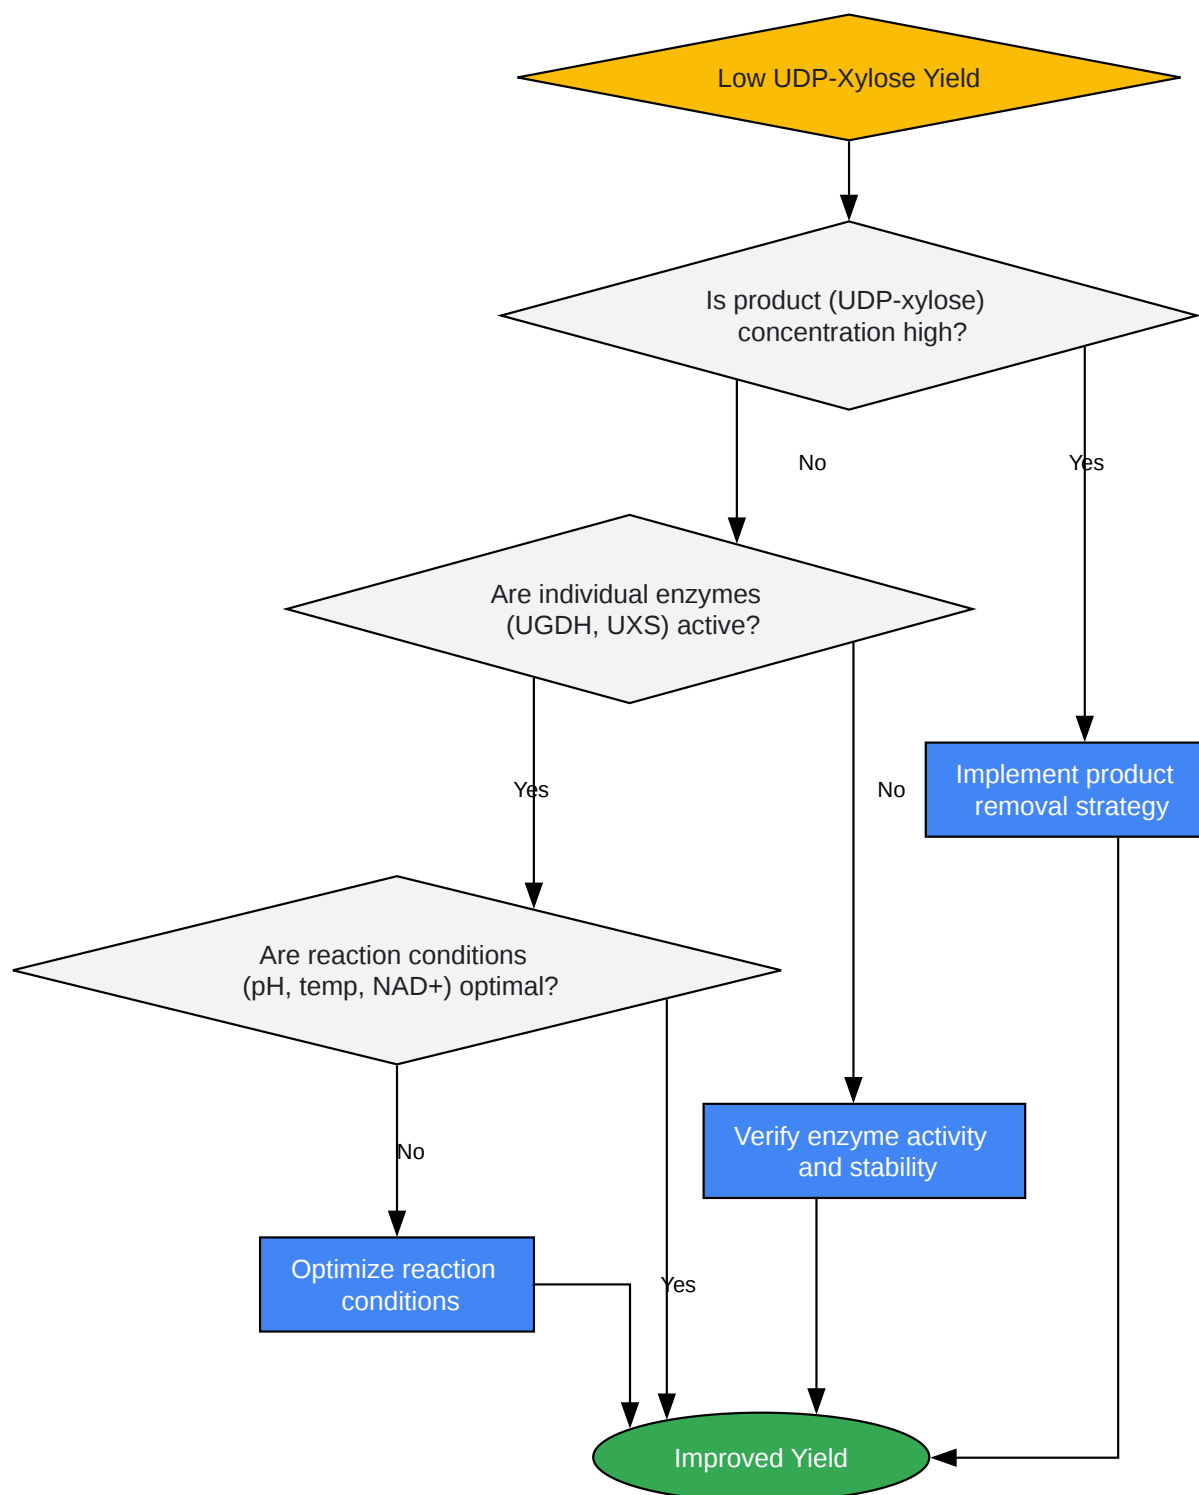 Low UDP-Xylose Yield
Is product (UDP-xylose)
concentration high?
No
Yes
Are individual enzymes
(UGDH, UXS) active?
Implement product
removal strategy
Yes
No
Are reaction conditions
(pH, temp, NAD+) optimal?
Verify enzyme activity
and stability
No
Optimize reaction
conditions
Yes
Improved Yield